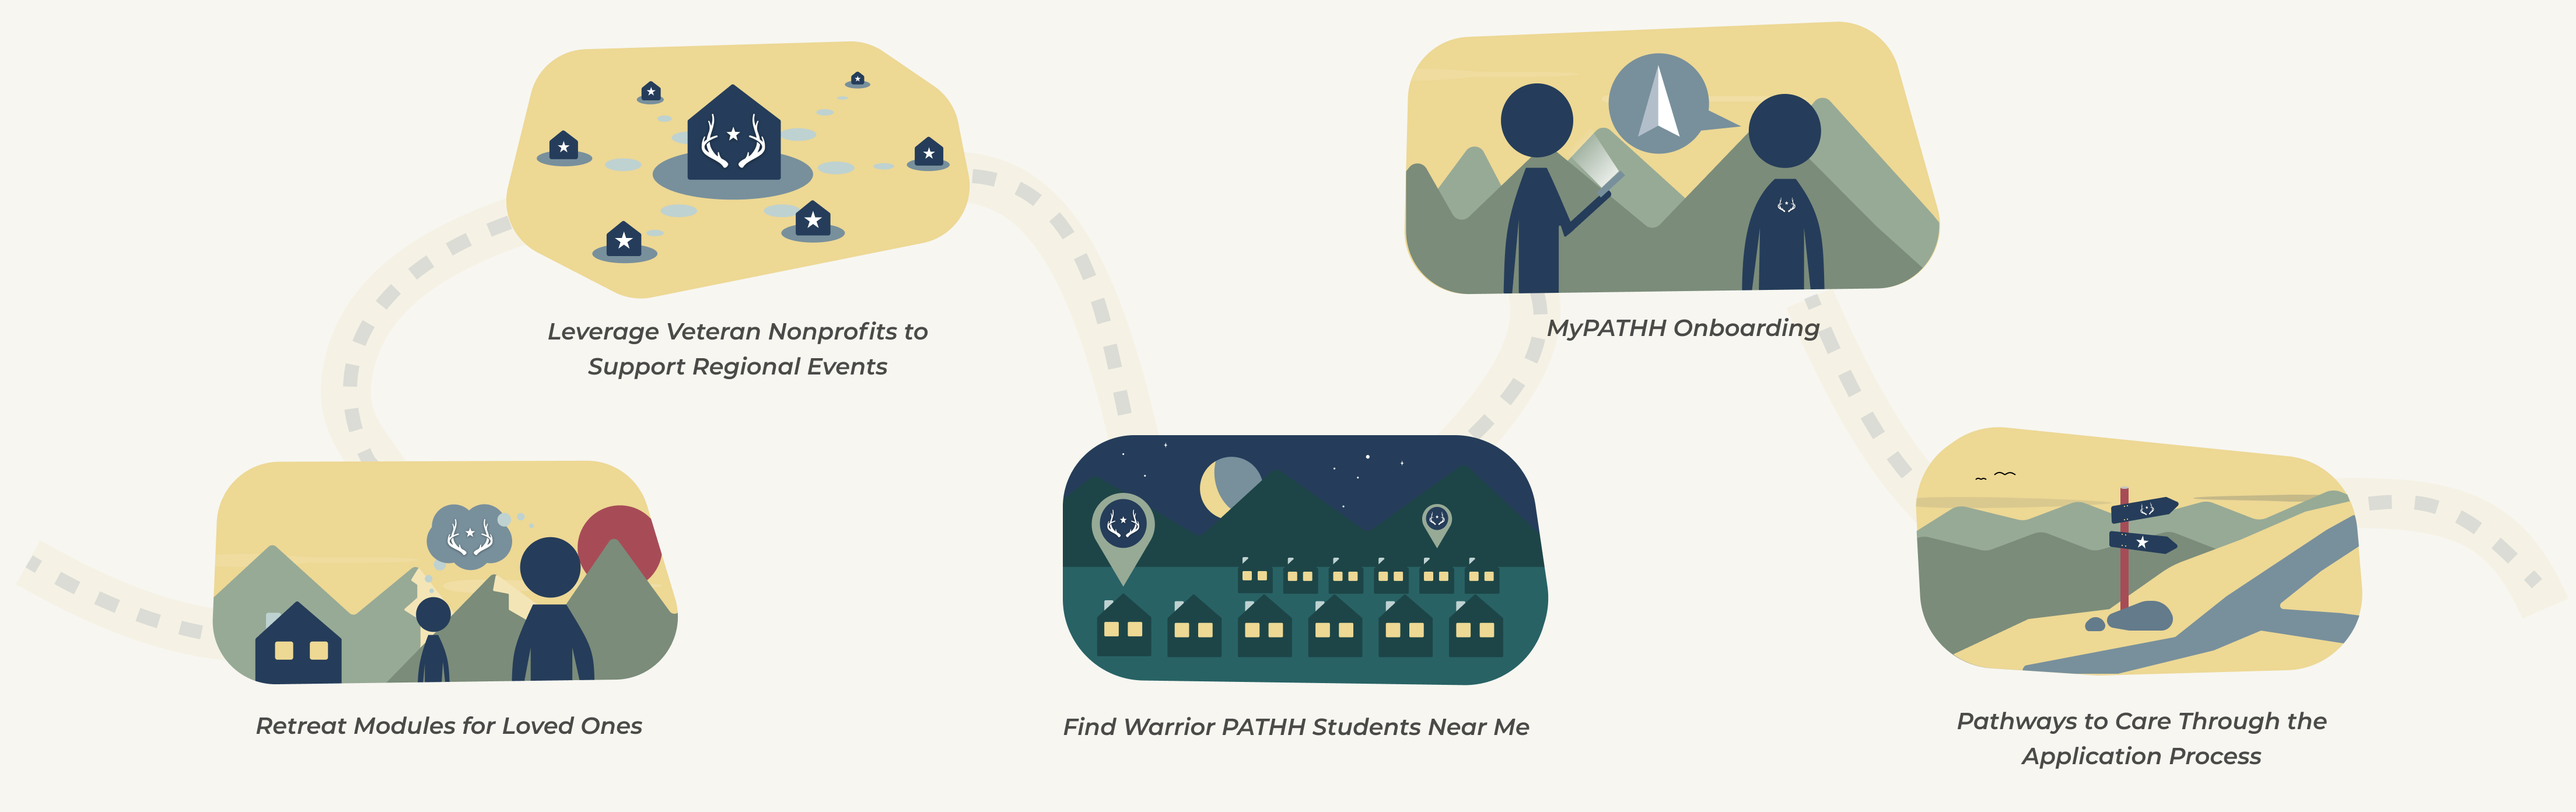 Leverage Veteran Nonprofits to
Support Regional Events
MyPATHH Onboarding
Retreat Modules for Loved Ones
Find Warrior PATHH Students Near Me
Pathways to Care Through the
Application Process